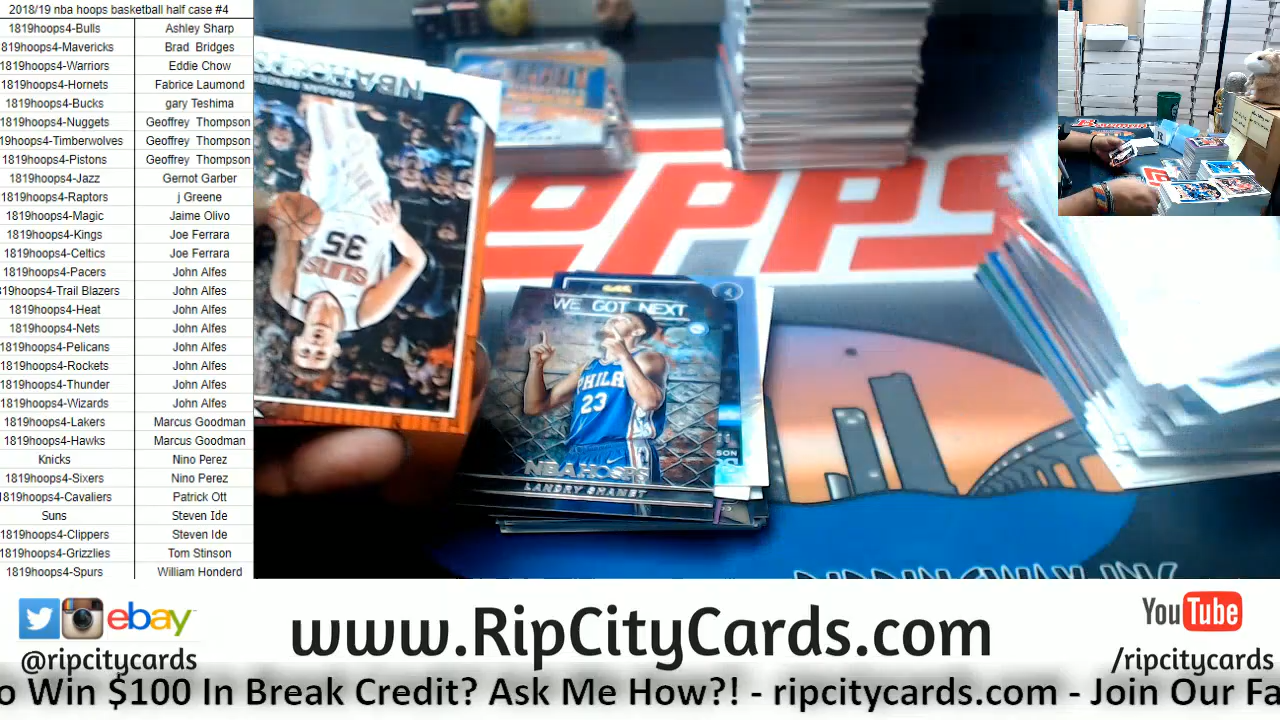 2018/19 nba hoops basketball half case #4
1819hoops4-Bulls Ashley Sharp
819hoops4-Mavericks Brad Bridges
1819hoops4-Warriors Eddie Chow
1819hoops4-Hornets Fabrice Laumond
1819hoops4-Bucks gary Teshima
1819hoops4-Nuggets Geoffrey Thompson
1819hoops4-Timberwolves Geoffrey Thompson
1819hoops4-Pistons Geoffrey Thompson
1819hoops4-Jazz Gernot Garber
1819hoops4-Raptors j Greene
1819hoops4-Magic Jaime Olivo
1819hoops4-Kings Joe Ferrara
1819hoops4-Celtics Joe Ferrara
1819hoops4-Pacers John Alfes
819hoops4-Trail Blazers John Alfes
1819hoops4-Heat John Alfes
1819hoops4-Nets John Alfes
1819hoops4-Pelicans John Alfes
1819hoops4-Rockets John Alfes
1819hoops4-Thunder John Alfes
1819hoops4-Wizards John Alfes
1819hoops4-Lakers Marcus Goodman
1819hoops4-Hawks Marcus Goodman
Knicks Nino Perez
1819hoops4-Sixers Nino Perez
1819hoops4-Cavaliers Patrick Ott
Suns Steven Ide
1819hoops4-Clippers Steven Ide
1819hoops4-Grizzlies Tom Stinson
1819hoops4-Spurs William Honderd
NBA HOOPS
DRAGAN BENDER
35
SUNS
OPPS
WE GOT NEXT
PHILA
23
NBA HOOPS
LANDRY SHAMET
SON
ebay
@ripcitycards
www.RipCityCards.com
YouTube
/ripcitycards
o Win $100 In Break Credit? Ask Me How?! - ripcitycards.com - Join Our Fa